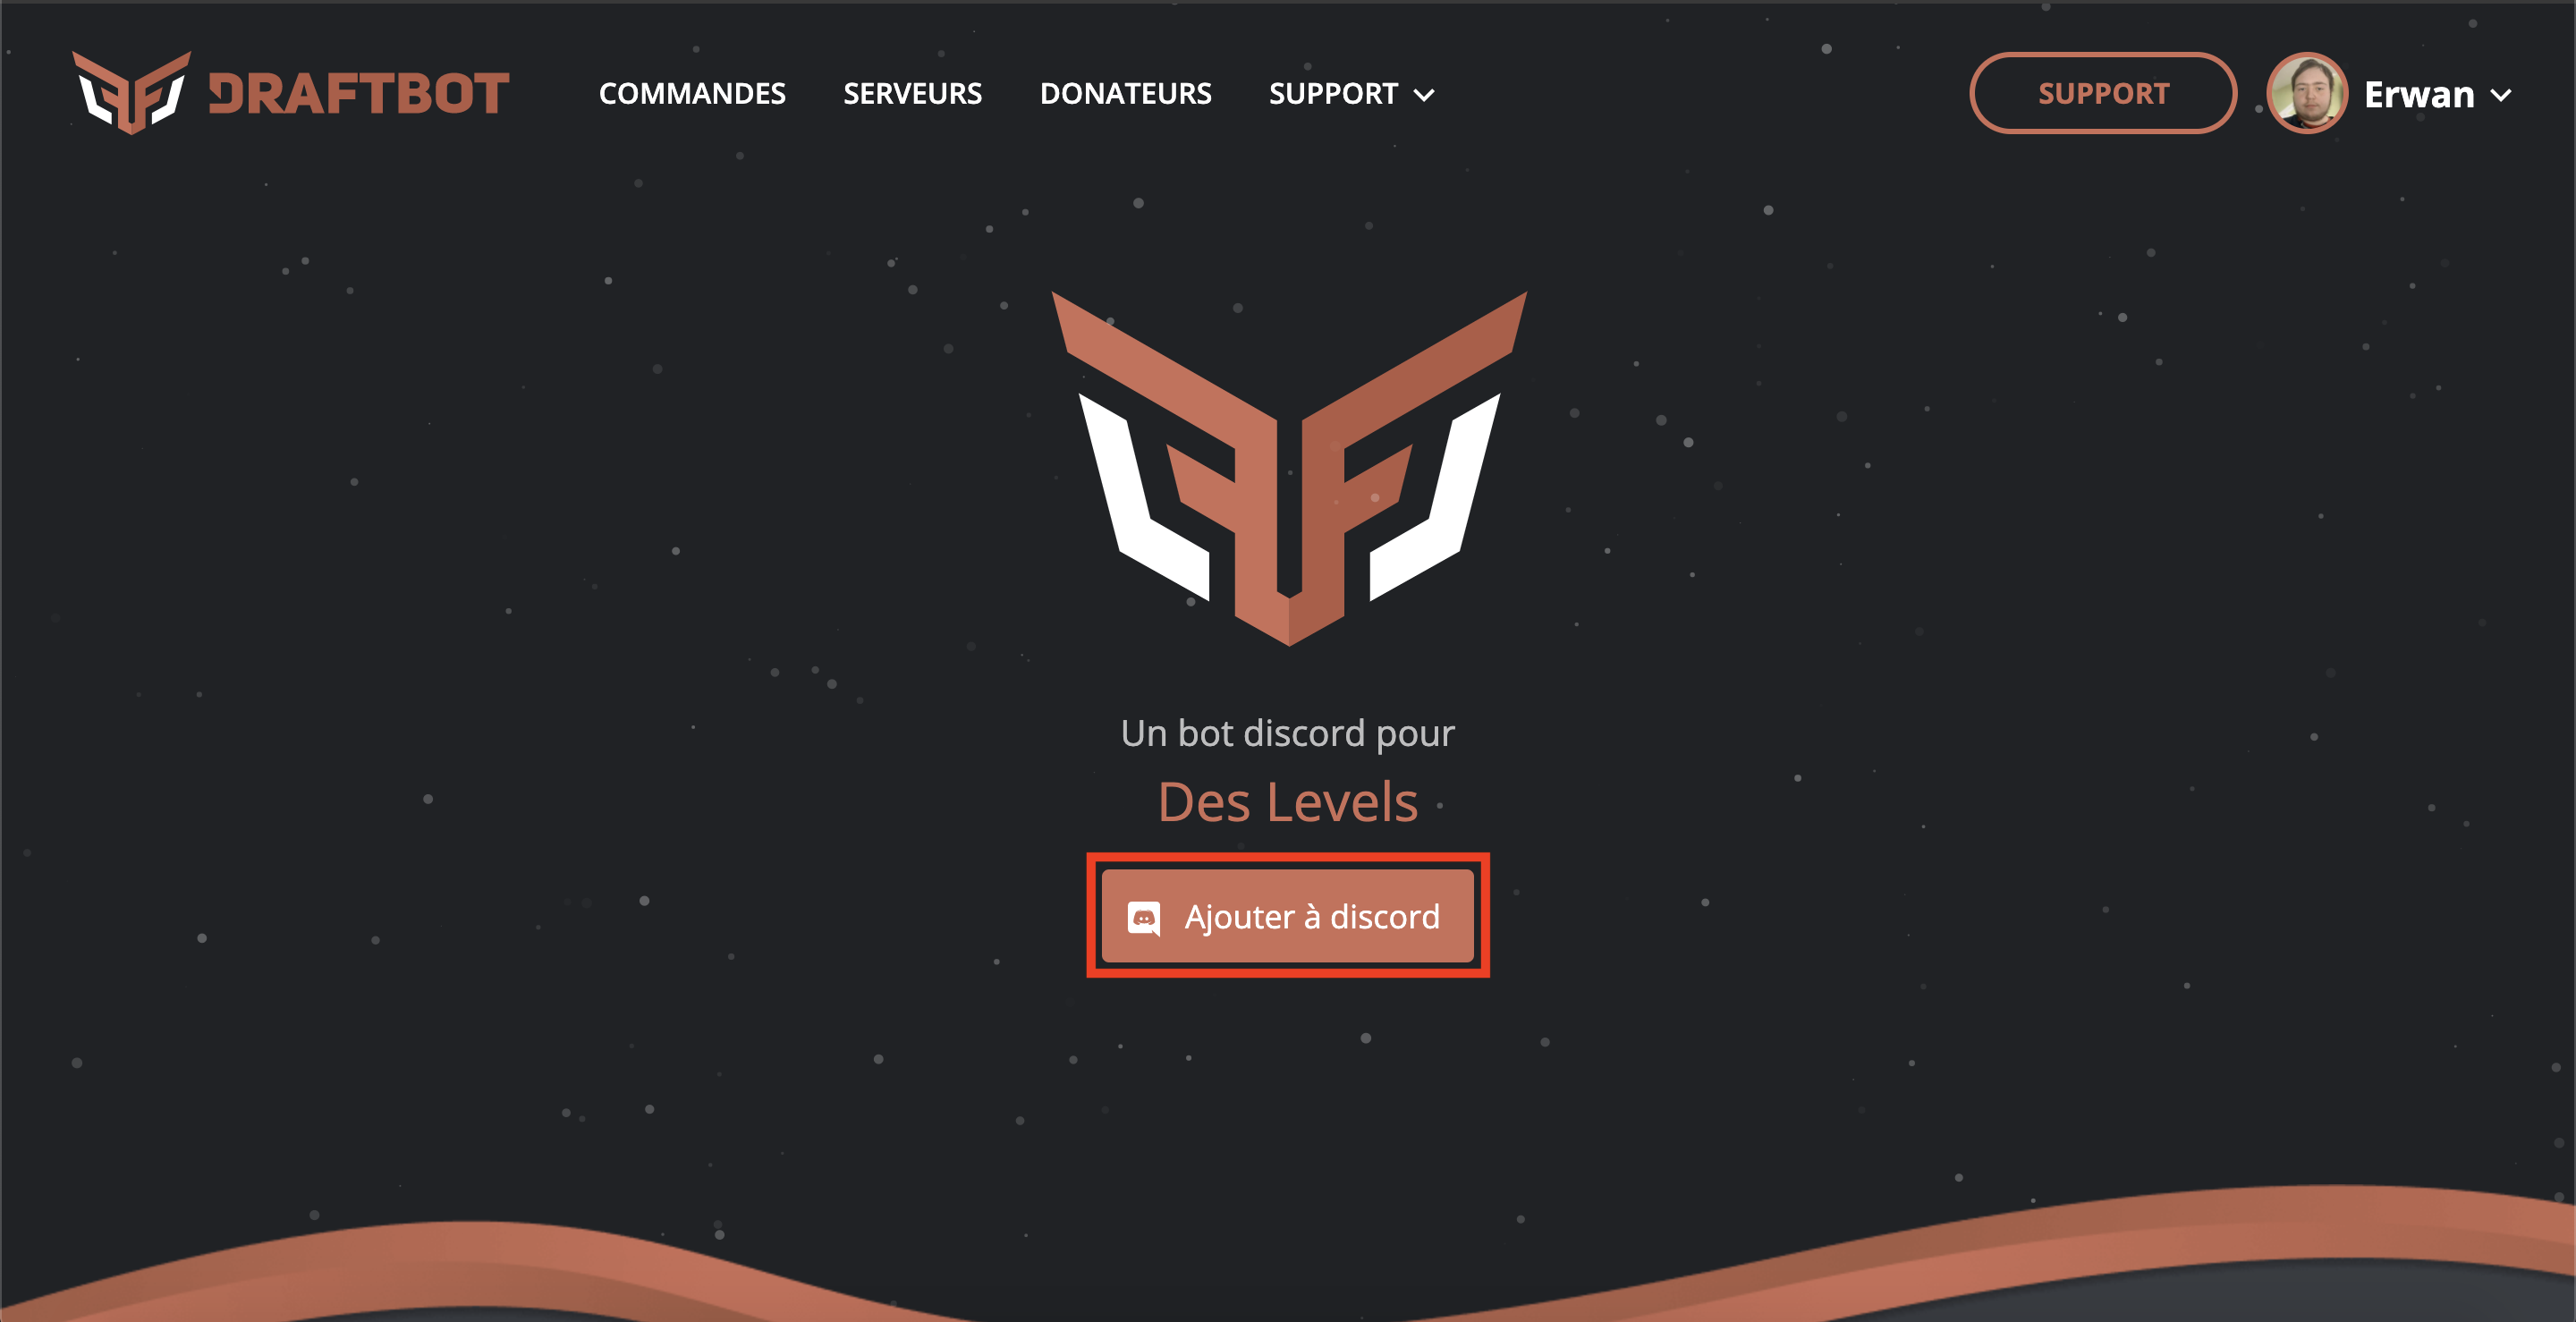 DRAFTBOT
COMMANDES
SERVEURS
DONATEURS
SUPPORT
SUPPORT
Erwan
Un bot discord pour
Des Levels
Ajouter à discord